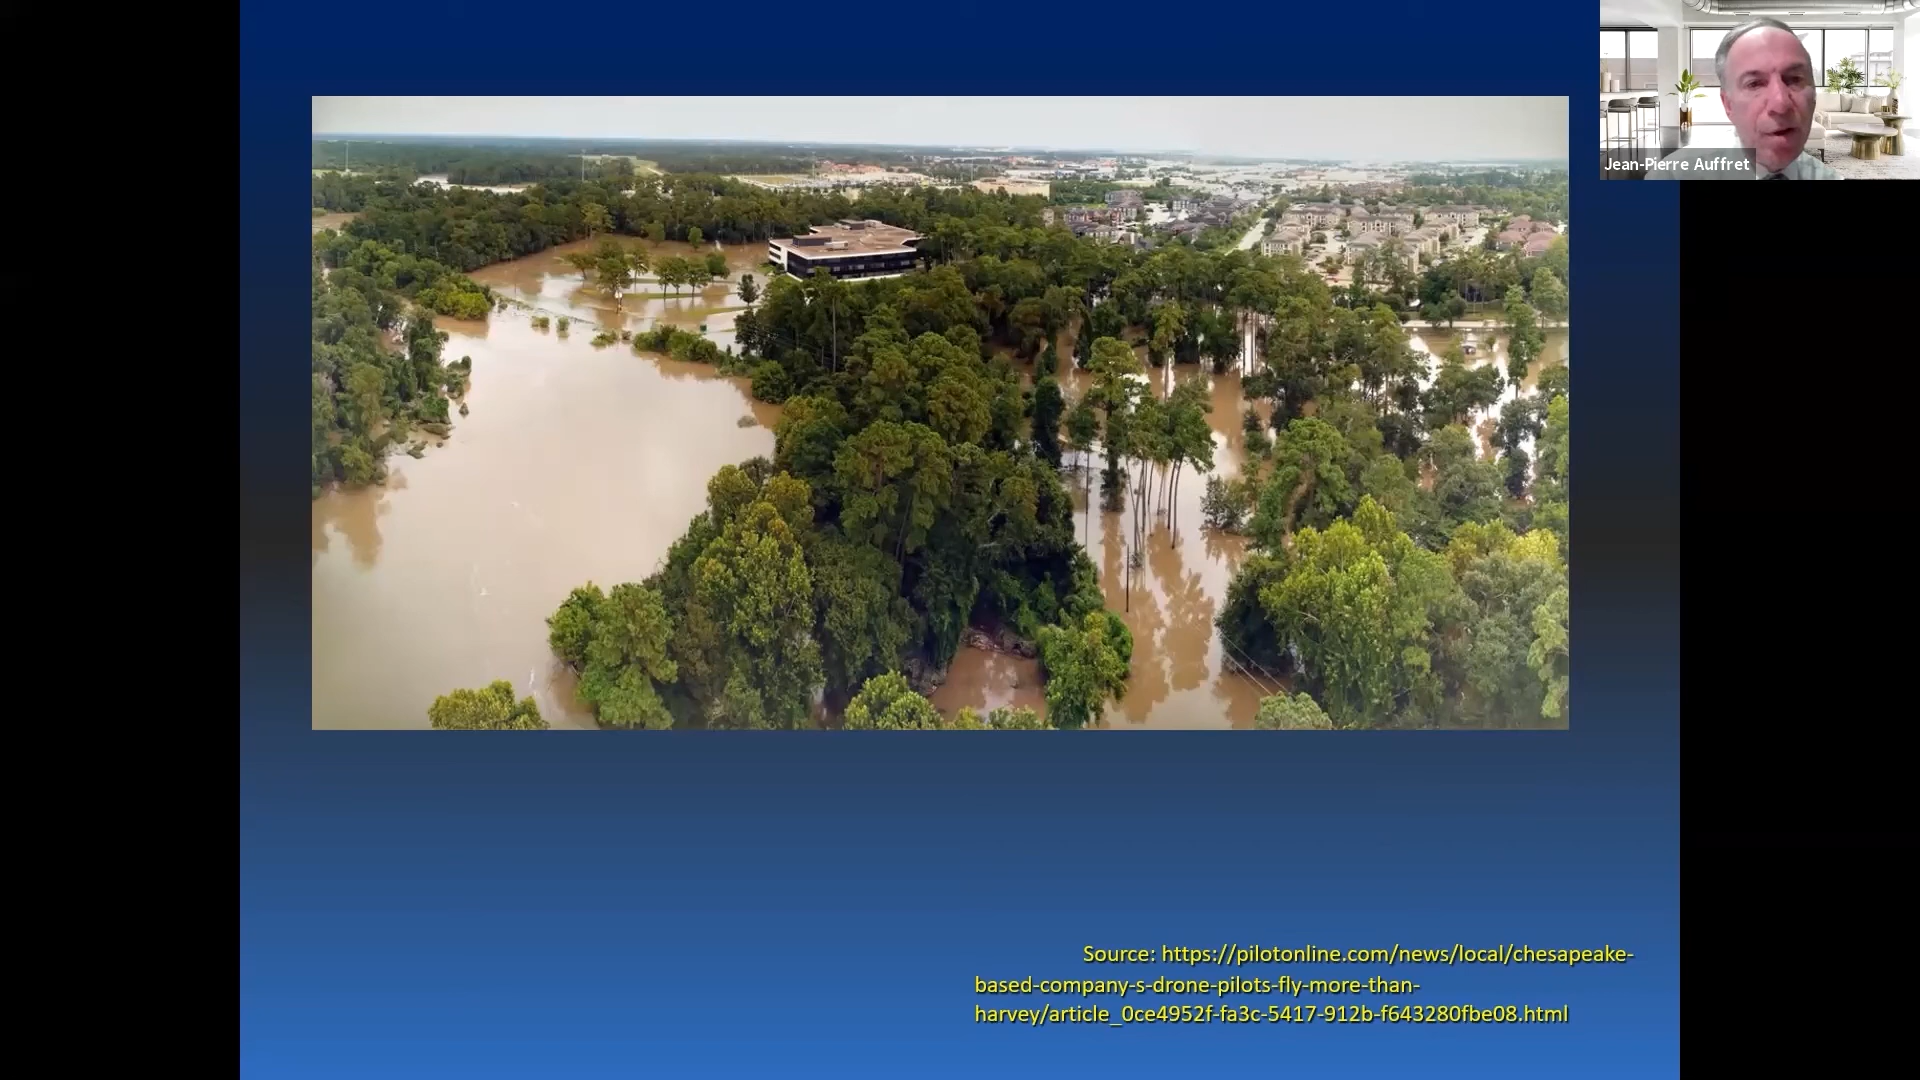 Jean-Pierre Auffret
Source: https://pilotonline.com/news/local/chesapeake-
based-company-s-drone-pilots-fly-more-than-
harvey/article_0ce4952f-fa3c-5417-912b-f643280fbe08.html